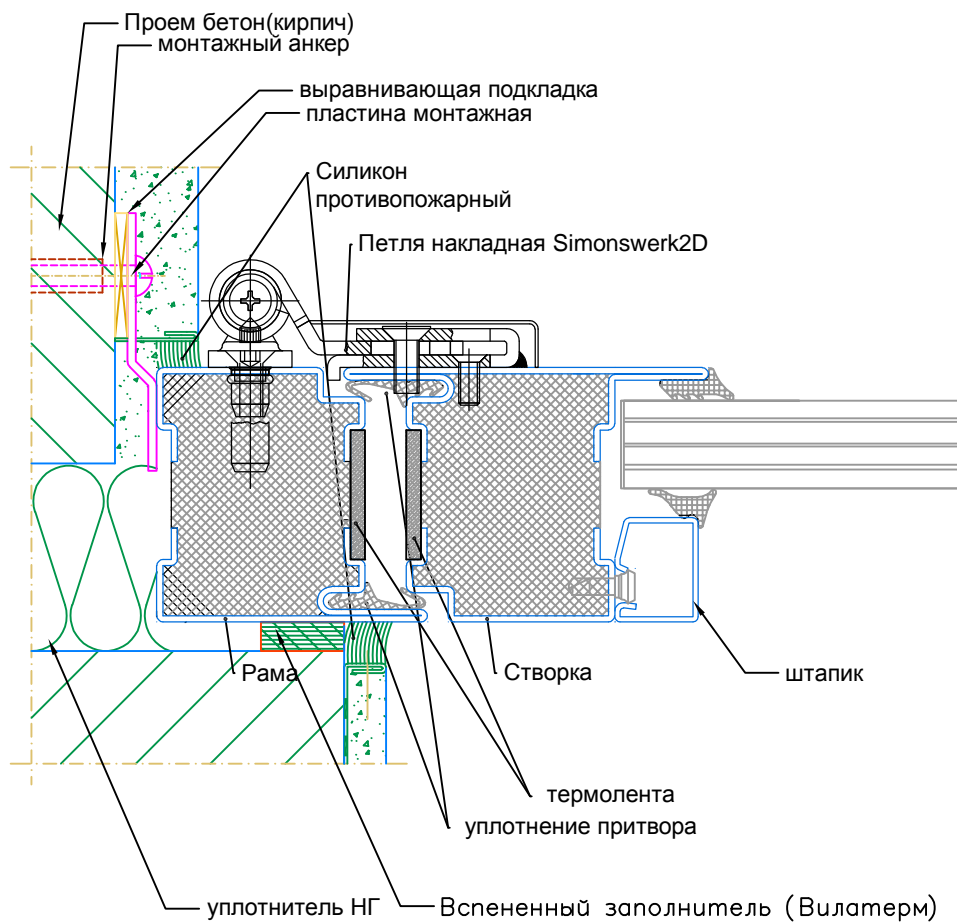 Проем бетон(кирпич)
монтажный анкер
выравнивающая подкладка
пластина монтажная
Силикон
противопожарный
Петля накладная Simonswerk2D
Рама
Створка
штапик
термолента
уплотнение притвора
уплотнитель НГ
Вспененный заполнитель (Вилатерм)